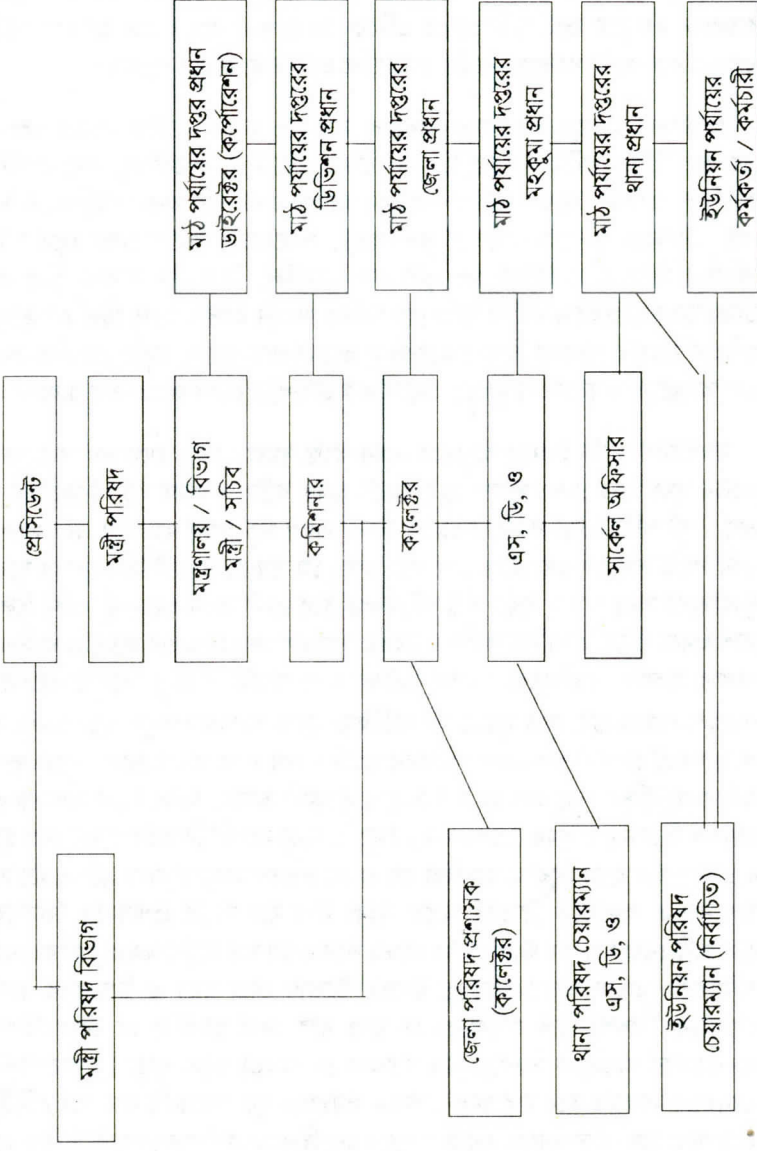 প্রেসিডেন্ট
মন্ত্রী পরিষদ বিভাগ
মন্ত্রী পরিষদ
মন্ত্রণালয় / বিভাগ
মন্ত্রী / সচিব
মাঠ পর্যায়ের দপ্তর প্রধান
ডাইরেক্টর (কর্পোরেশন)
কমিশনার
মাঠ পর্যায়ের দপ্তরের
ডিভিশন প্রধান
কালেক্টর
মাঠ পর্যায়ের দপ্তরের
জেলা প্রধান
জেলা পরিষদ প্রশাসক
(কালেক্টর)
এস, ডি, ও
মাঠ পর্যায়ের দপ্তরের
মহকুমা প্রধান
থানা পরিষদ চেয়ারম্যান
এস, ডি, ও
সার্কেল অফিসার
মাঠ পর্যায়ের দপ্তরের
থানা প্রধান
ইউনিয়ন পরিষদ
চেয়ারম্যান (নির্বাচিত)
ইউনিয়ন পর্যায়ের
কর্মকর্তা / কর্মচারী